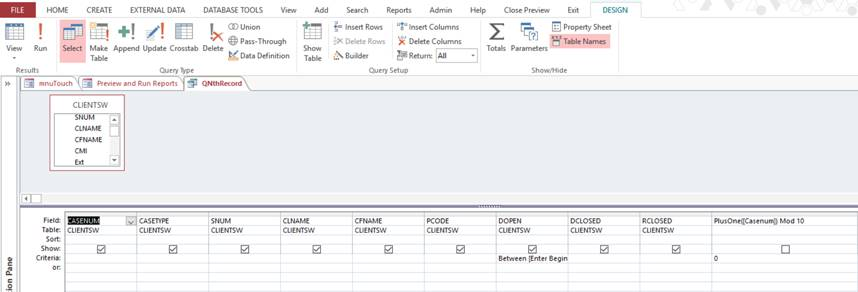 FILE HOME CREATE EXTERNAL DATA DATABASE TOOLS View Add Search Reports Admin Help Close Preview Exit DESIGN
View Run Select Make Table Append Update Crosstab Delete Union Pass-Through Data Definition Show Table Insert Rows Delete Rows Builder Insert Columns Delete Columns Return: All Totals Parameters Property Sheet Table Names
Results Query Type Query Setup Show/Hide
mnuTouch Preview and Run Reports QNthRecord
CLIENTSW
SNUM
CLNAME
CFNAME
CMI
Ext
Field: CASENUM CASETYPE SNUM CLNAME CFNAME PCODE DOPEN DCLOSED RCLOSED PlusOne([Casenum]) Mod 10
Table: CLIENTSW CLIENTSW CLIENTSW CLIENTSW CLIENTSW CLIENTSW CLIENTSW CLIENTSW CLIENTSW
Sort:
Show:
Criteria: Between [Enter Begin 0
or:
tion Pane